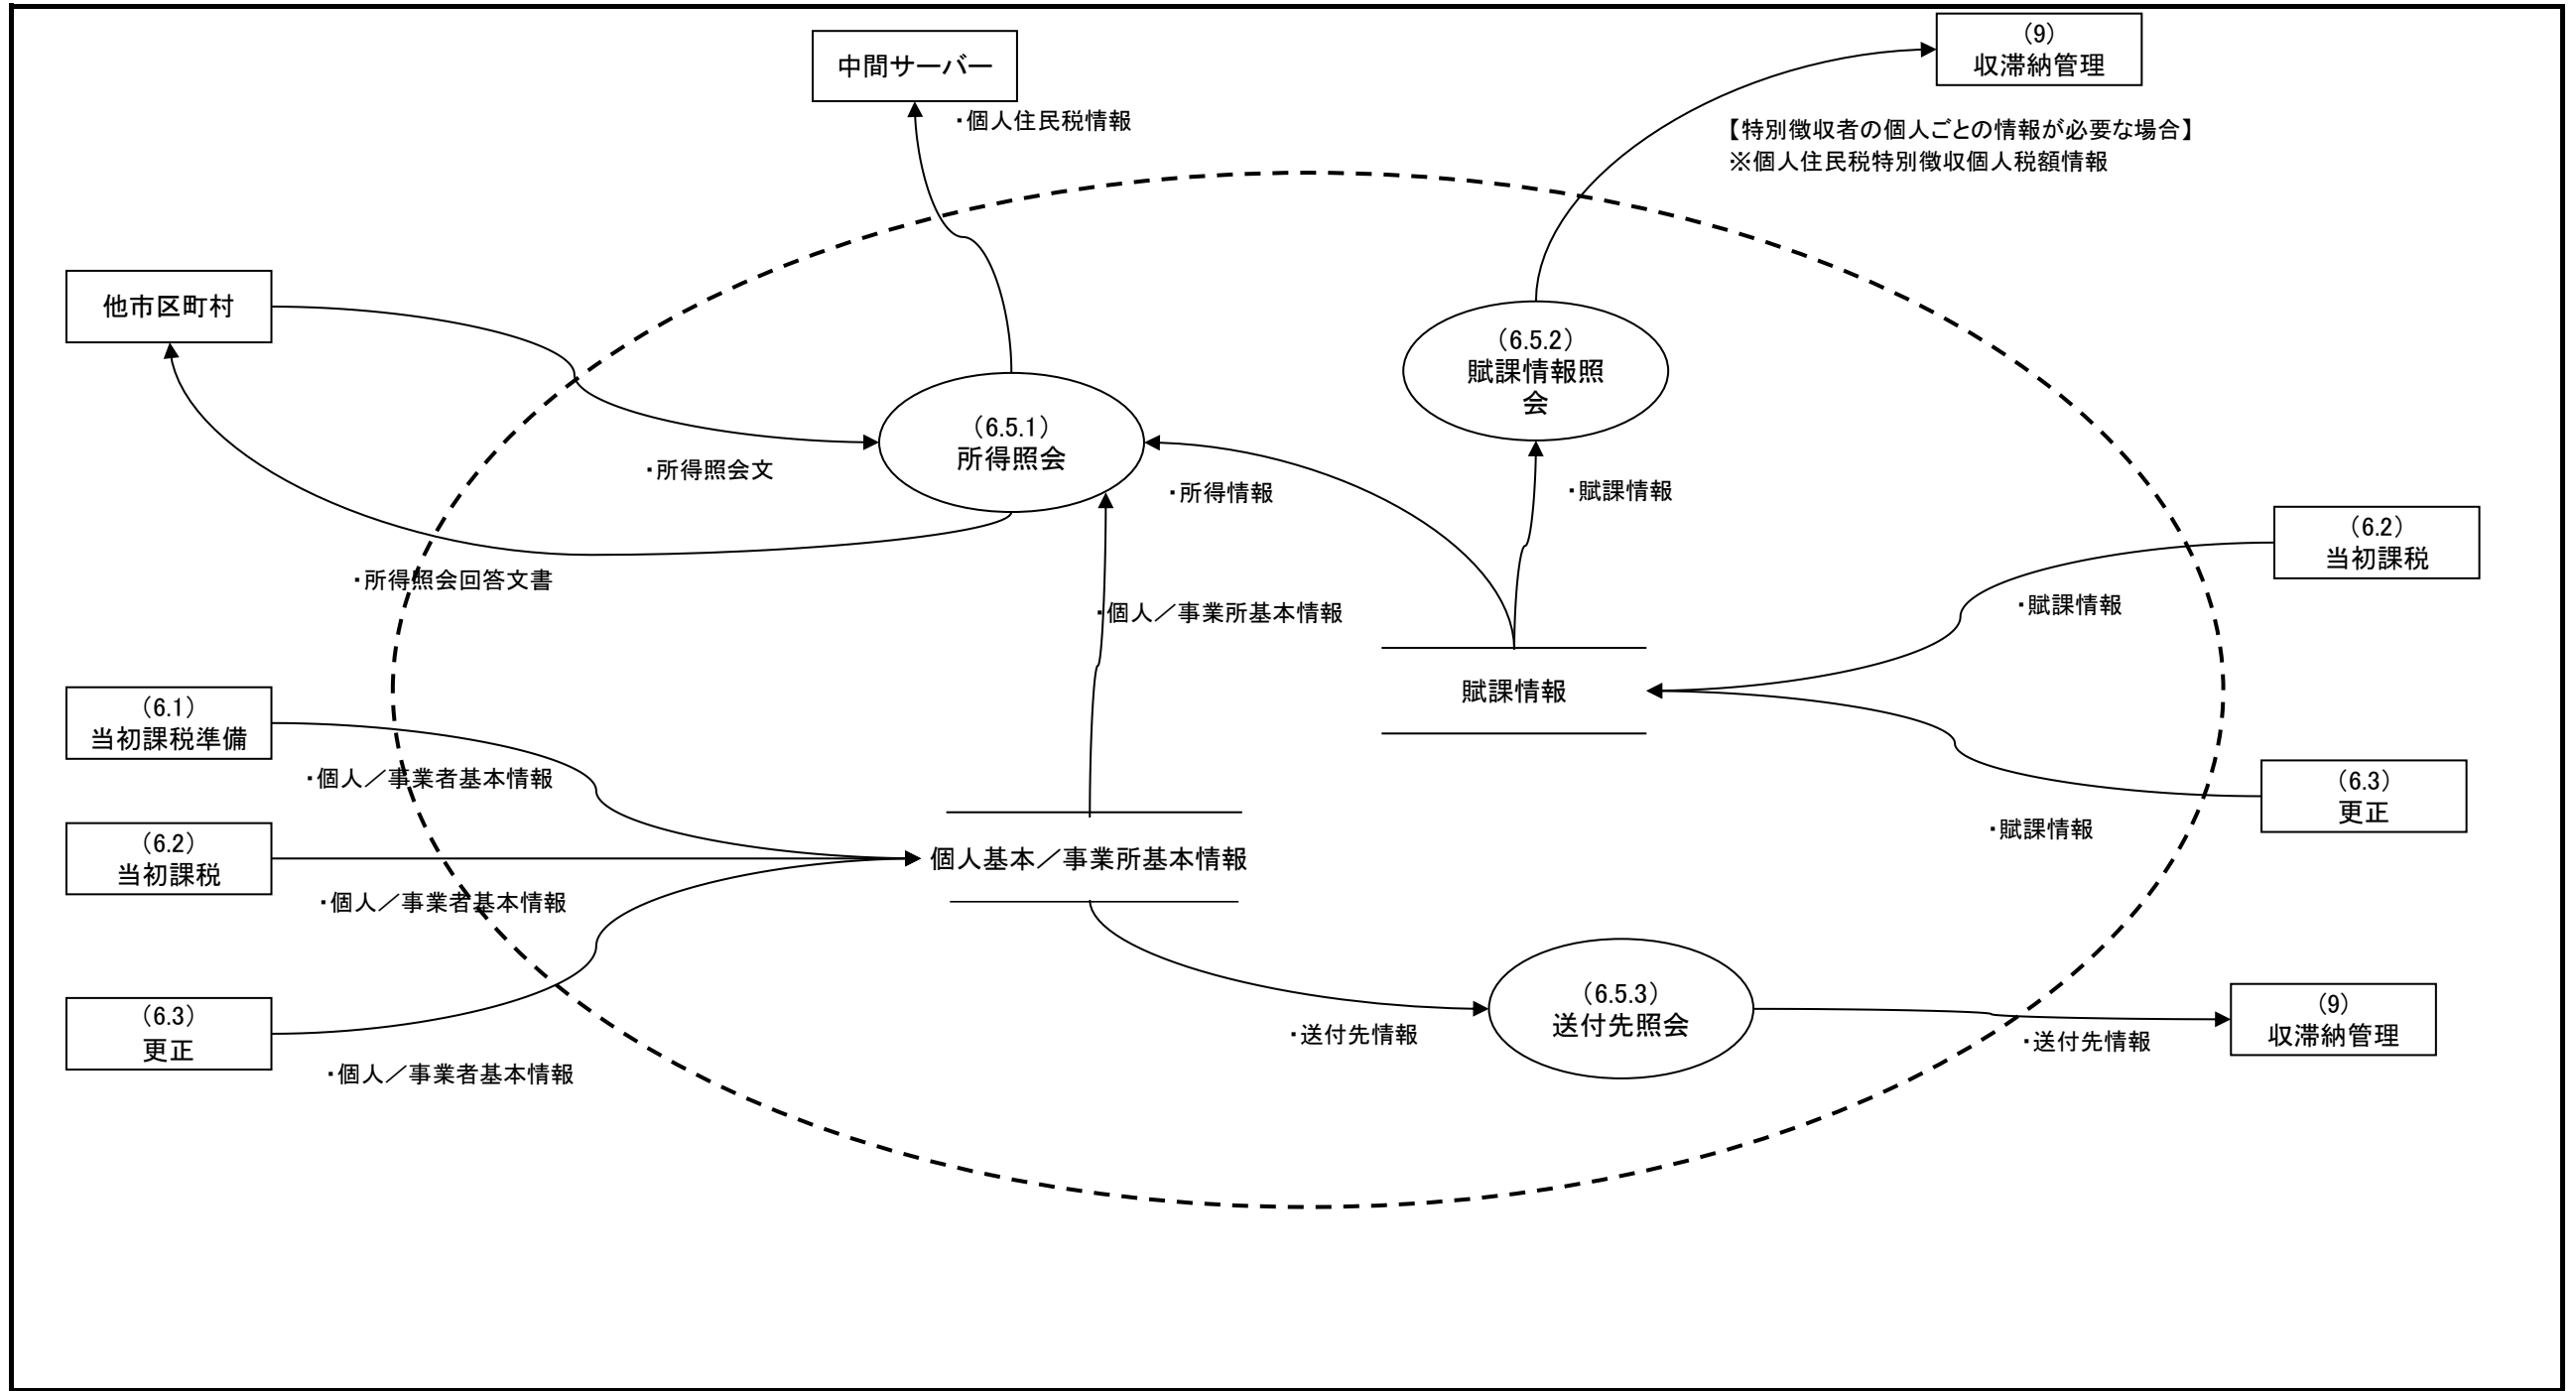 (9)
収滞納管理
中間サーバー
・個人住民税情報
【特別徴収者の個人ごとの情報が必要な場合】
※個人住民税特別徴収個人税額情報
他市区町村
(6.5.2)
賦課情報照
会
(6.5.1)
所得照会
・所得照会文
・所得情報
・賦課情報
(6.2)
当初課税
・所得照会回答文書
・個人／事業所基本情報
・賦課情報
賦課情報
(6.1)
当初課税準備
・個人／事業者基本情報
(6.3)
更正
・賦課情報
(6.2)
当初課税
個人基本／事業所基本情報
・個人／事業者基本情報
(6.5.3)
送付先照会
(9)
収滞納管理
・送付先情報
・送付先情報
(6.3)
更正
・個人／事業者基本情報